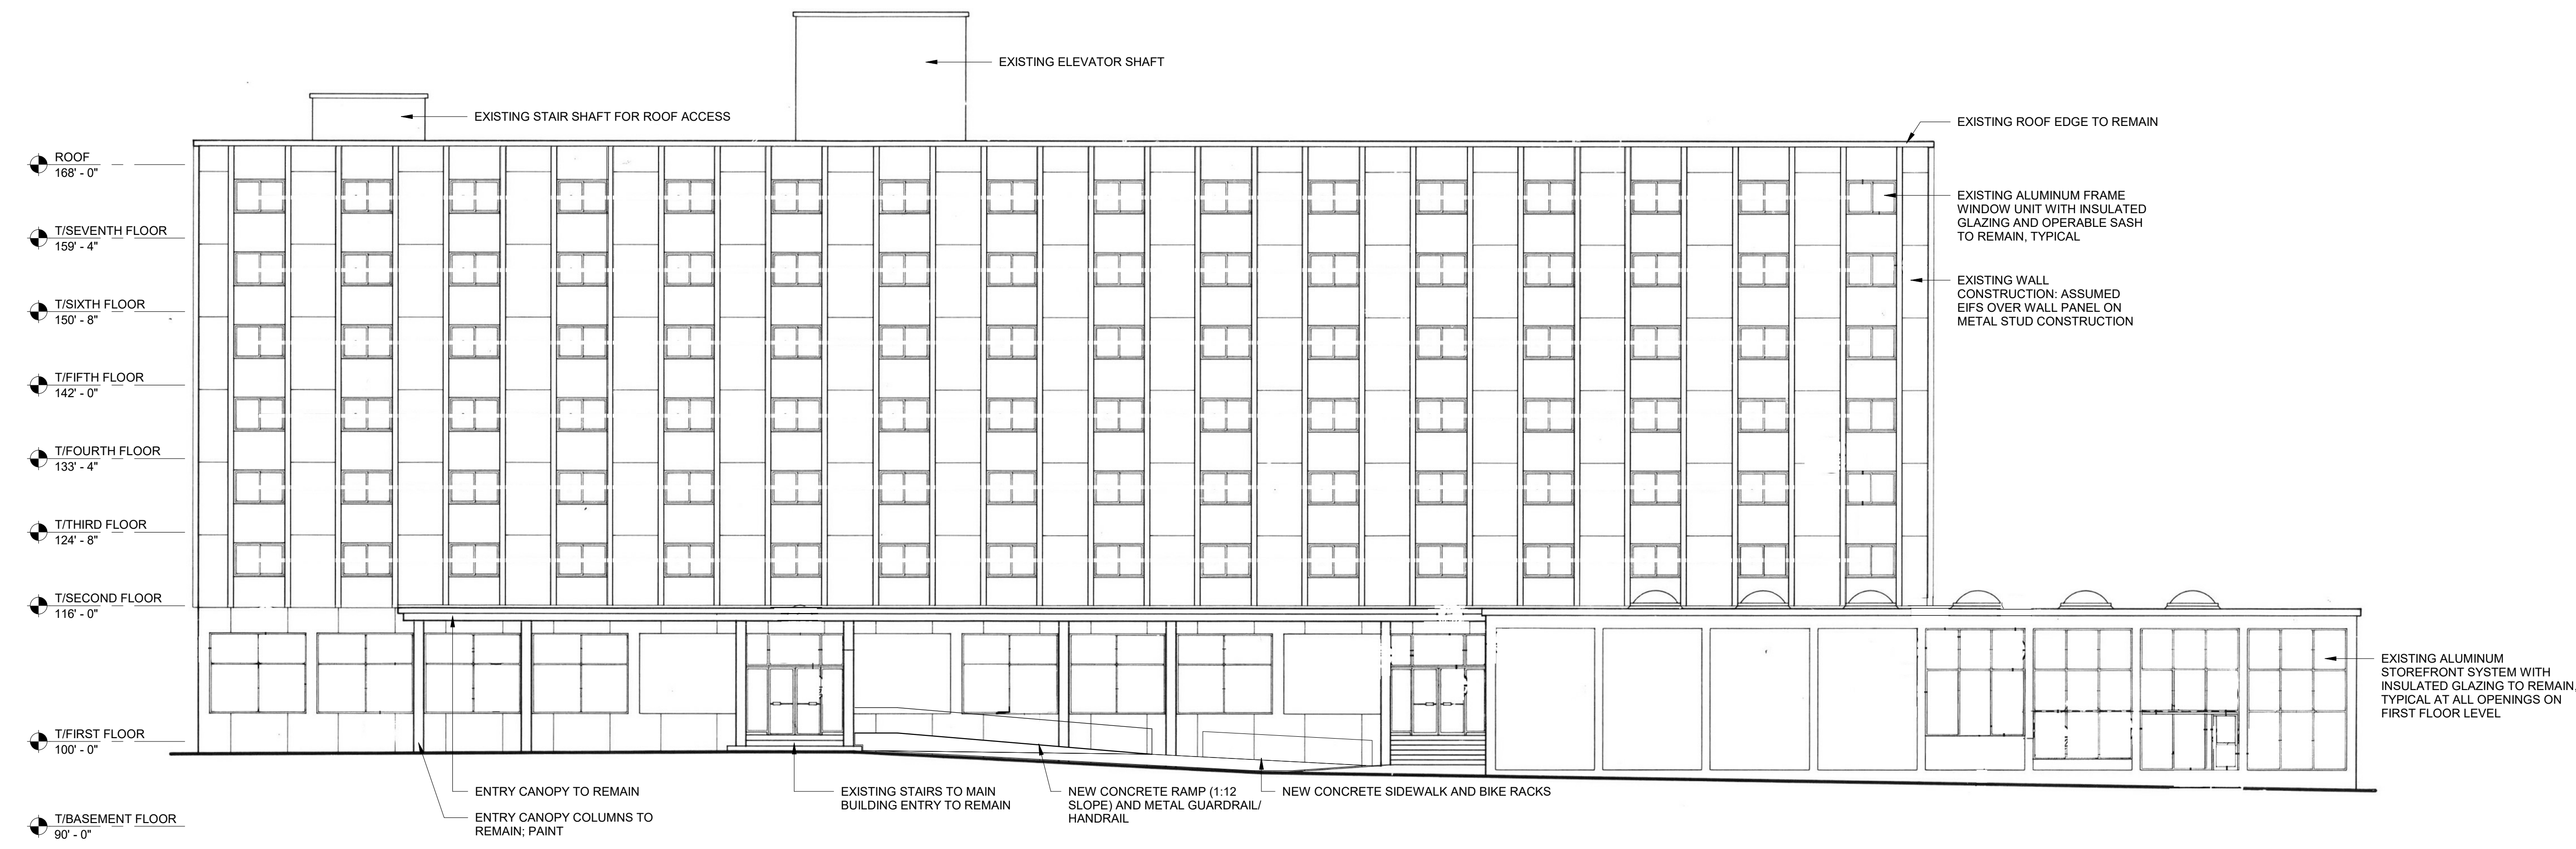 EXISTING ELEVATOR SHAFT
EXISTING STAIR SHAFT FOR ROOF ACCESS
EXISTING ROOF EDGE TO REMAIN
ROOF
168' - 0"
EXISTING ALUMINUM FRAME
WINDOW UNIT WITH INSULATED
GLAZING AND OPERABLE SASH
TO REMAIN, TYPICAL
T/SEVENTH FLOOR
159' - 4"
EXISTING WALL
CONSTRUCTION: ASSUMED
EIFS OVER WALL PANEL ON
METAL STUD CONSTRUCTION
T/SIXTH FLOOR
150' - 8"
T/FIFTH FLOOR
142' - 0"
T/FOURTH FLOOR
133' - 4"
T/THIRD FLOOR
124' - 8"
T/SECOND FLOOR
116' - 0"
EXISTING ALUMINUM
STOREFRONT SYSTEM WITH
INSULATED GLAZING TO REMAIN,
TYPICAL AT ALL OPENINGS ON
FIRST FLOOR LEVEL
T/FIRST FLOOR
100' - 0"
ENTRY CANOPY TO REMAIN
ENTRY CANOPY COLUMNS TO
REMAIN; PAINT
EXISTING STAIRS TO MAIN
BUILDING ENTRY TO REMAIN
NEW CONCRETE RAMP (1:12
SLOPE) AND METAL GUARDRAIL/
HANDRAIL
NEW CONCRETE SIDEWALK AND BIKE RACKS
T/BASEMENT FLOOR
90' - 0"